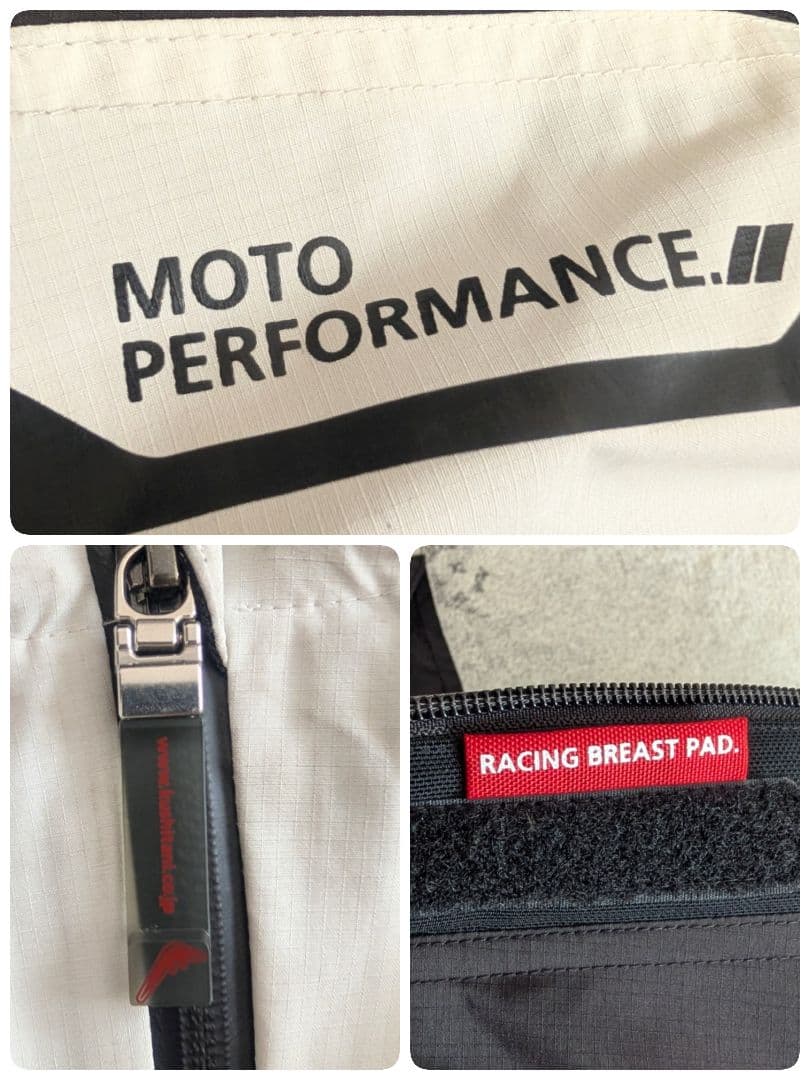 MOTO
PERFORMANCE.
RACING BREAST PAD.